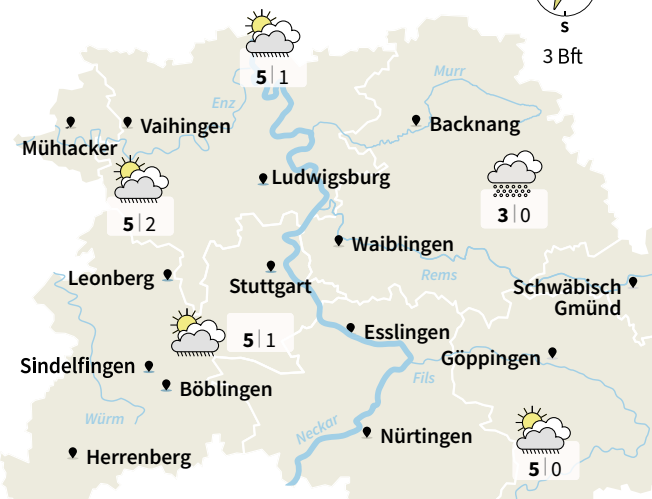 S
3 Bft
5 | 1
Murr
Enz
Vaihingen
Backnang
Mühlacker
Ludwigsburg
5 | 2
3 | 0
Waiblingen
Leonberg
Stuttgart
Rems
Schwäbisch
Gmünd
5 | 1
Esslingen
Göppingen
Sindelfingen
Fils
Böblingen
Würm
Neckar
Nürtingen
Herrenberg
5 | 0